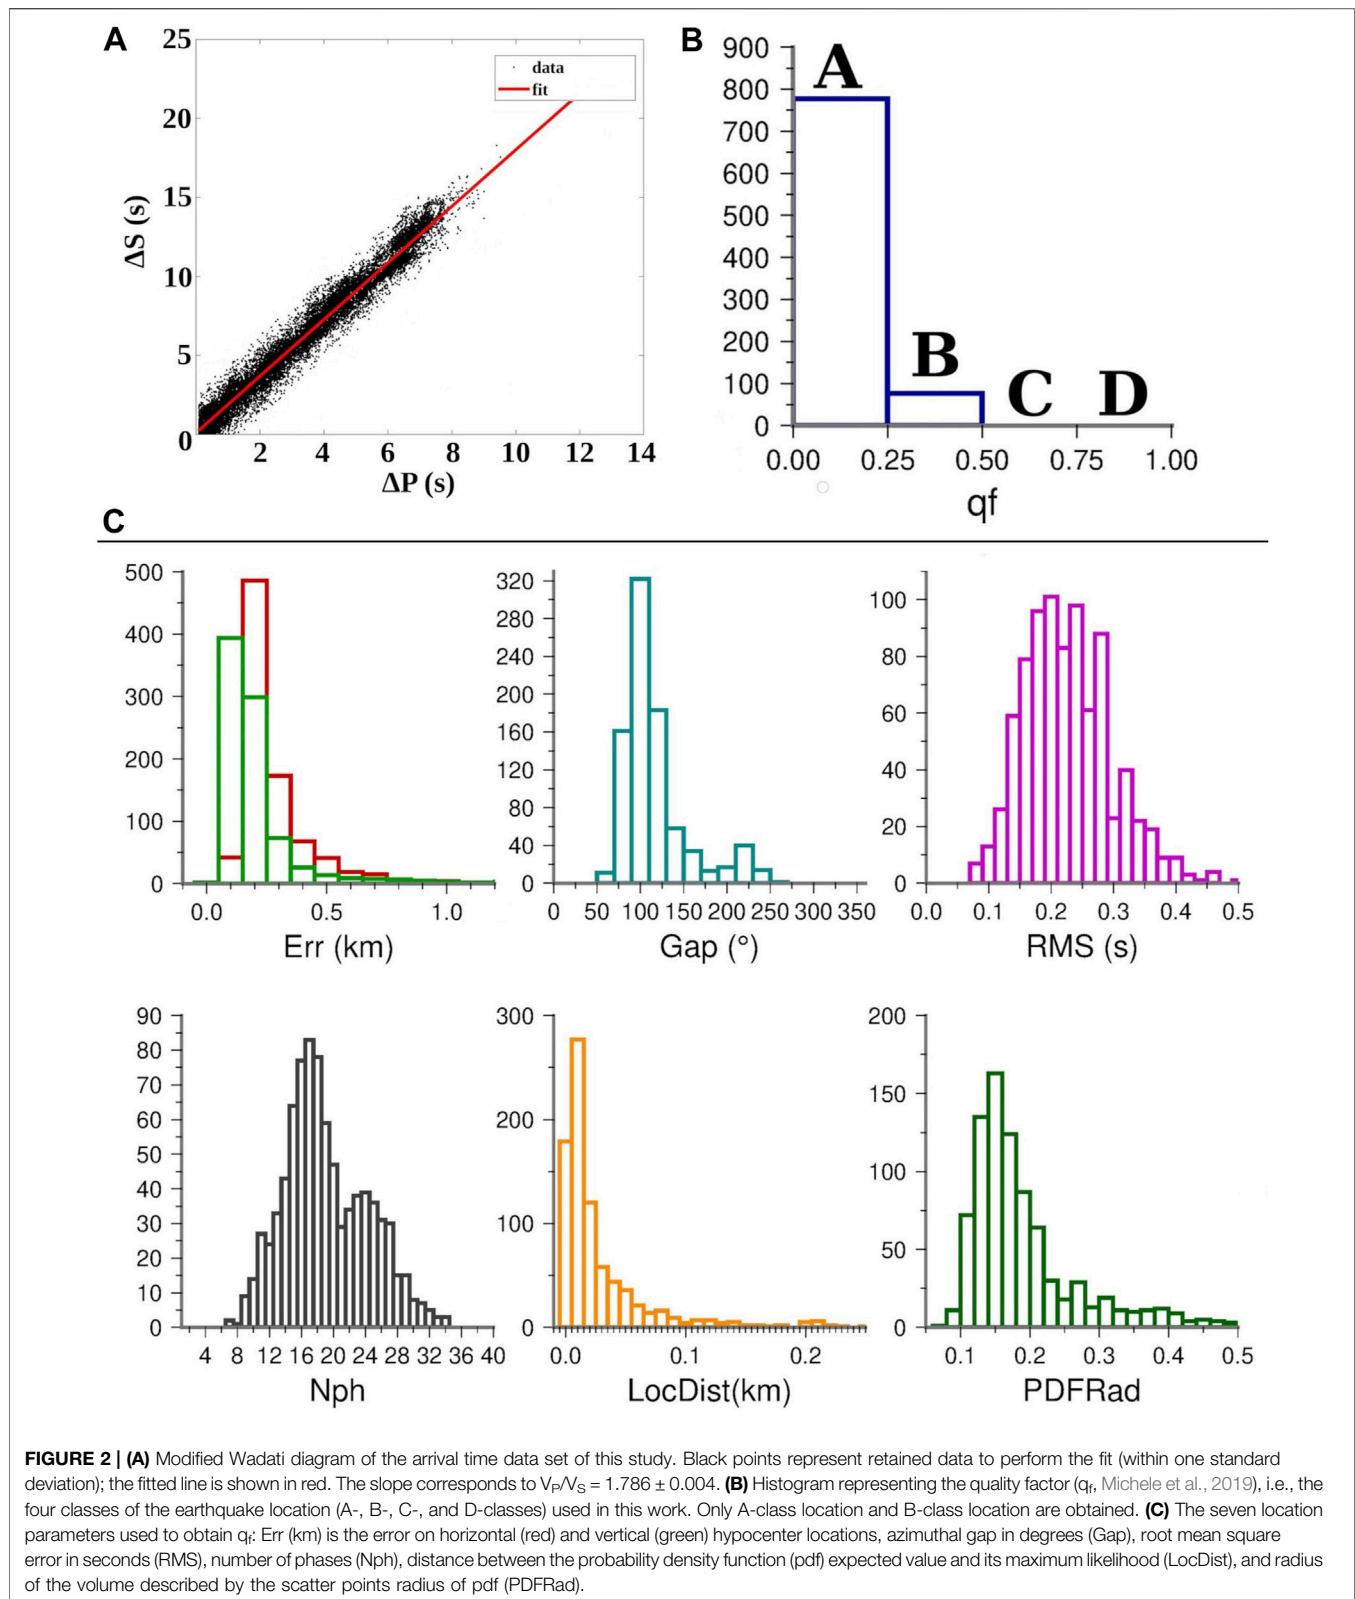 A
25
20
15
10
5
0
ΔS (s)
data
fit
2 4 6 8 10 12 14
ΔP (s)
B
900
800
700
600
500
400
300
200
100
0
A
B
C D
0.00 0.25 0.50 0.75 1.00
qf
C
500
400
300
200
100
0
0.0 0.5 1.0
Err (km)
320
280
240
200
160
120
80
40
0
0 50 100 150 200 250 300 350
Gap (°)
100
80
60
40
20
0
0.0 0.1 0.2 0.3 0.4 0.5
RMS (s)
90
80
70
60
50
40
30
20
10
0
4 8 12 16 20 24 28 32 36 40
Nph
300
200
100
0
0.0 0.1 0.2
LocDist(km)
200
150
100
50
0
0.1 0.2 0.3 0.4 0.5
PDFRad
FIGURE 2 | (A) Modified Wadati diagram of the arrival time data set of this study. Black points represent retained data to perform the fit (within one standard
deviation); the fitted line is shown in red. The slope corresponds to VP/VS = 1.786 ± 0.004. (B) Histogram representing the quality factor (qf, Michele et al., 2019), i.e., the
four classes of the earthquake location (A-, B-, C-, and D-classes) used in this work. Only A-class location and B-class location are obtained. (C) The seven location
parameters used to obtain qf: Err (km) is the error on horizontal (red) and vertical (green) hypocenter locations, azimuthal gap in degrees (Gap), root mean square
error in seconds (RMS), number of phases (Nph), distance between the probability density function (pdf) expected value and its maximum likelihood (LocDist), and radius
of the volume described by the scatter points radius of pdf (PDFRad).